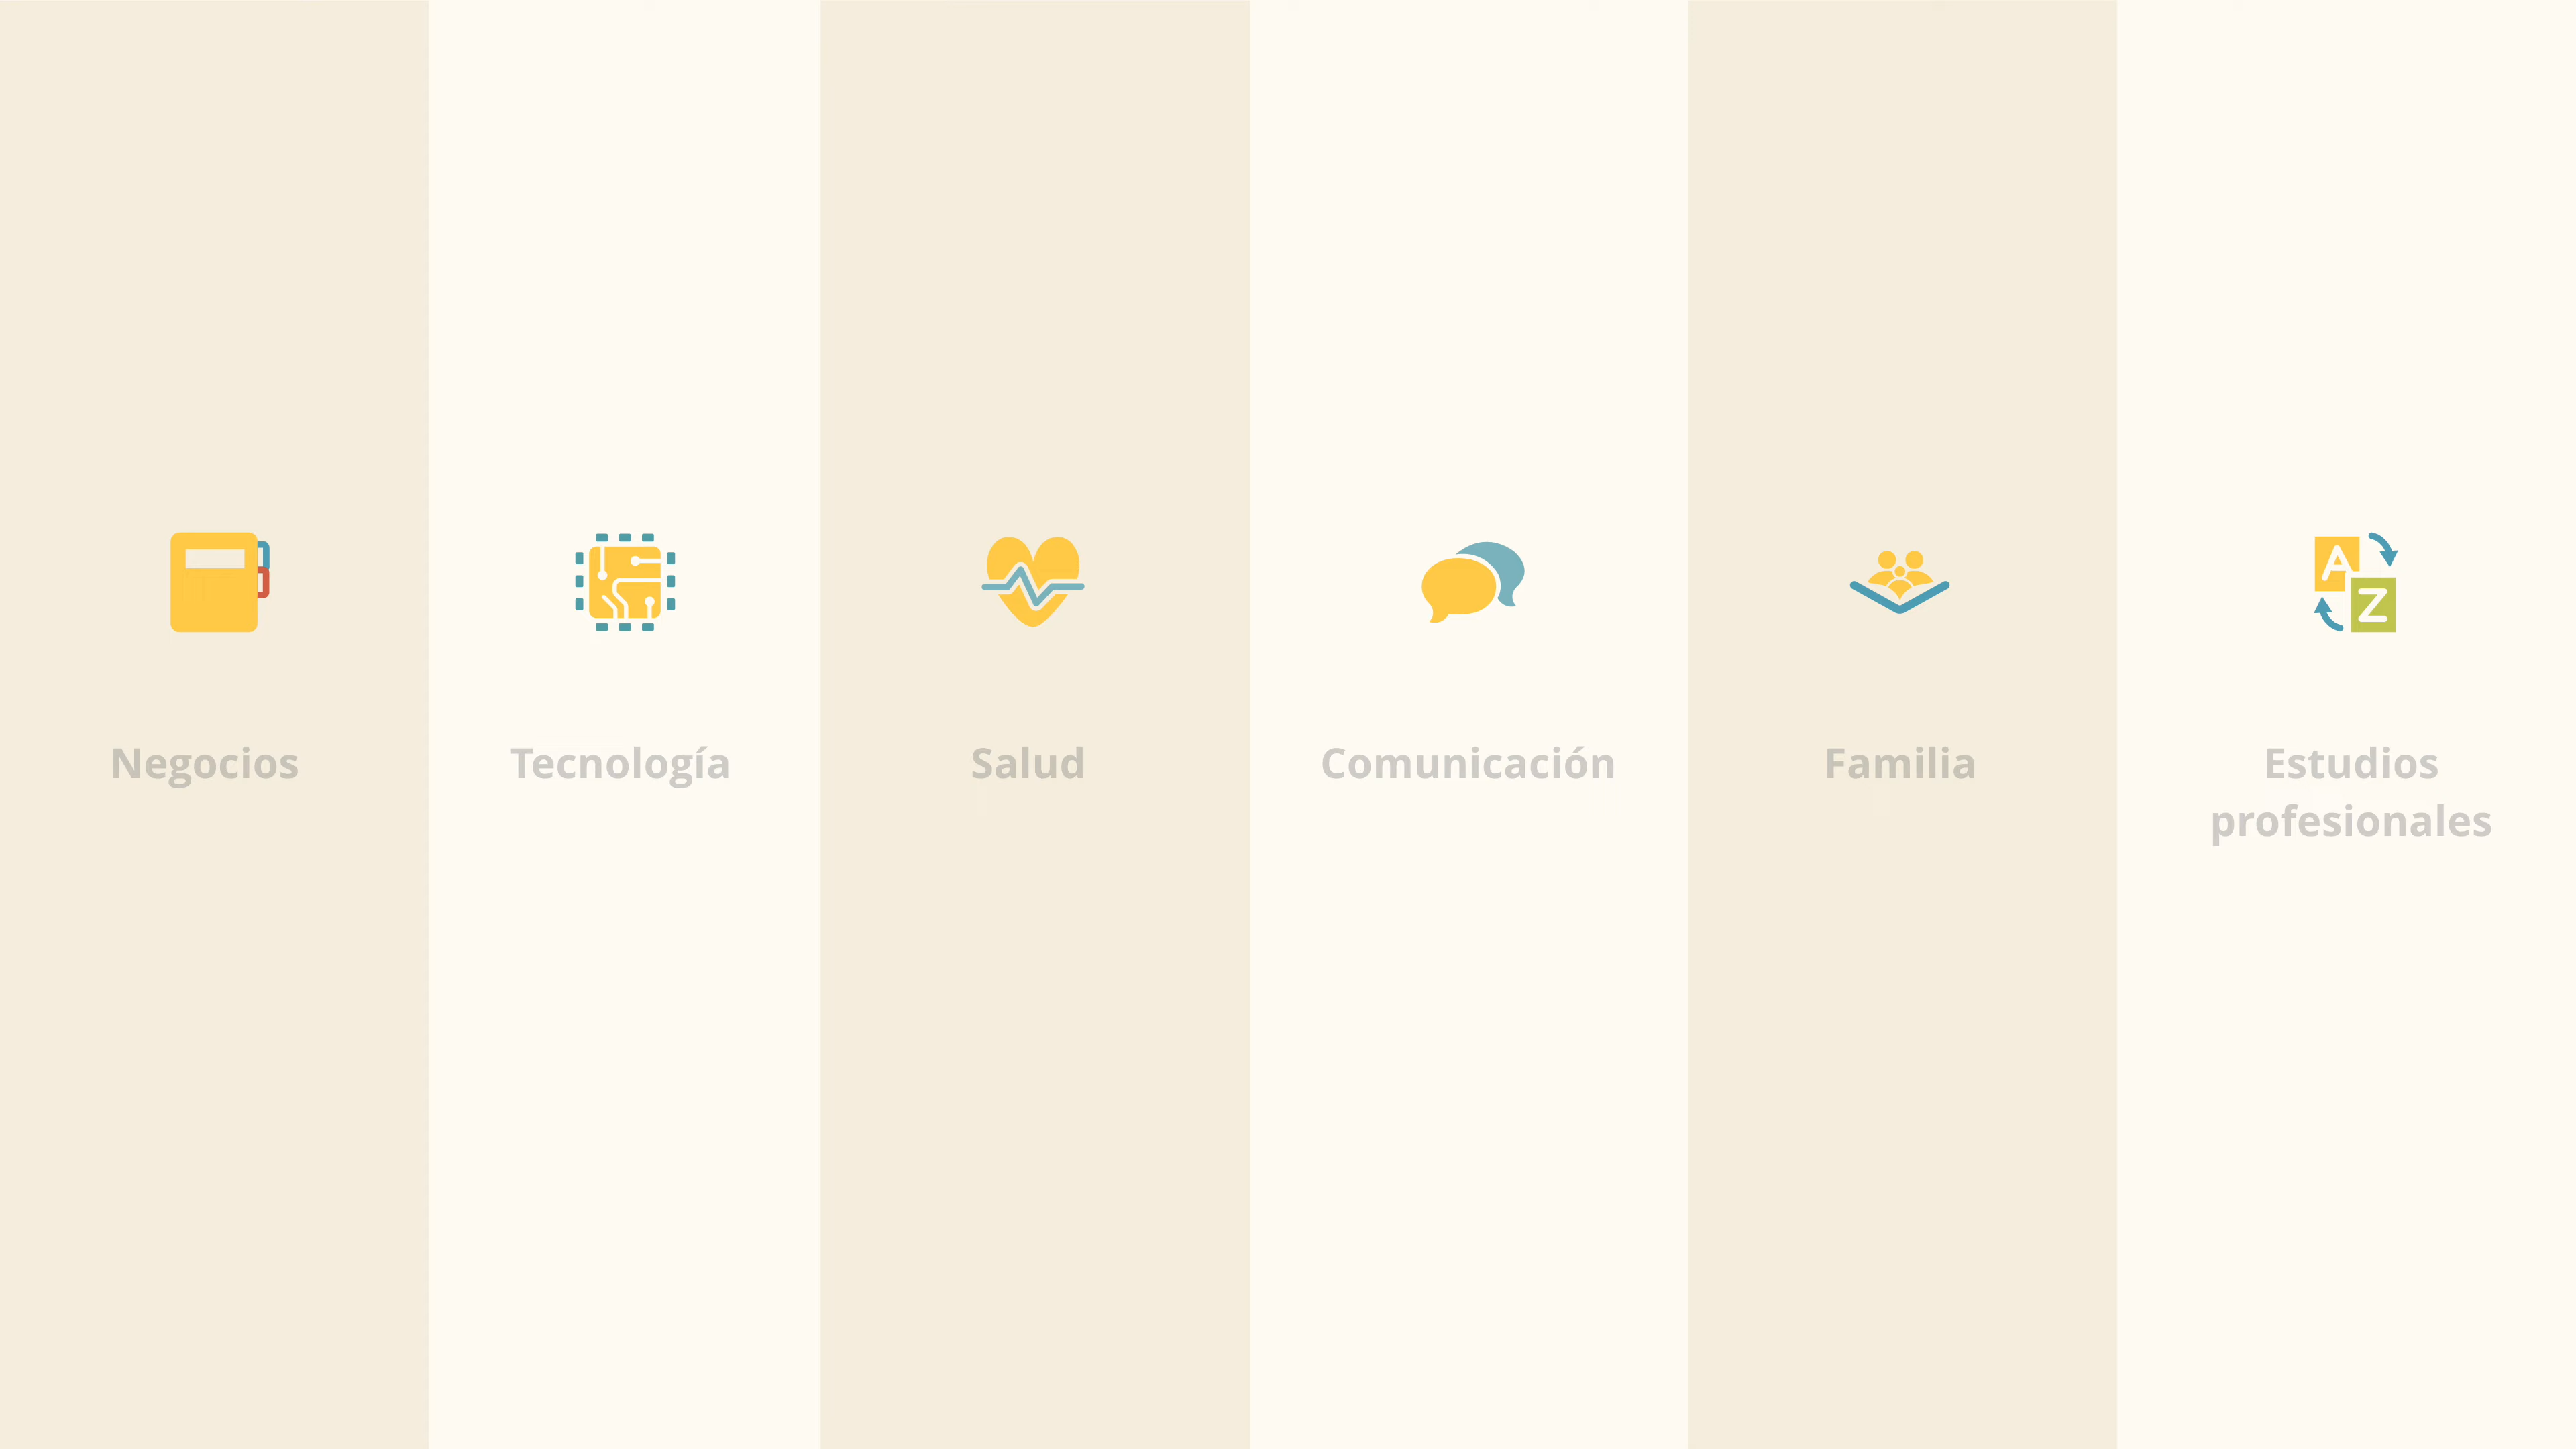 A
Z
Negocios
Tecnología
Salud
Comunicación
Familia
Estudios
profesionales